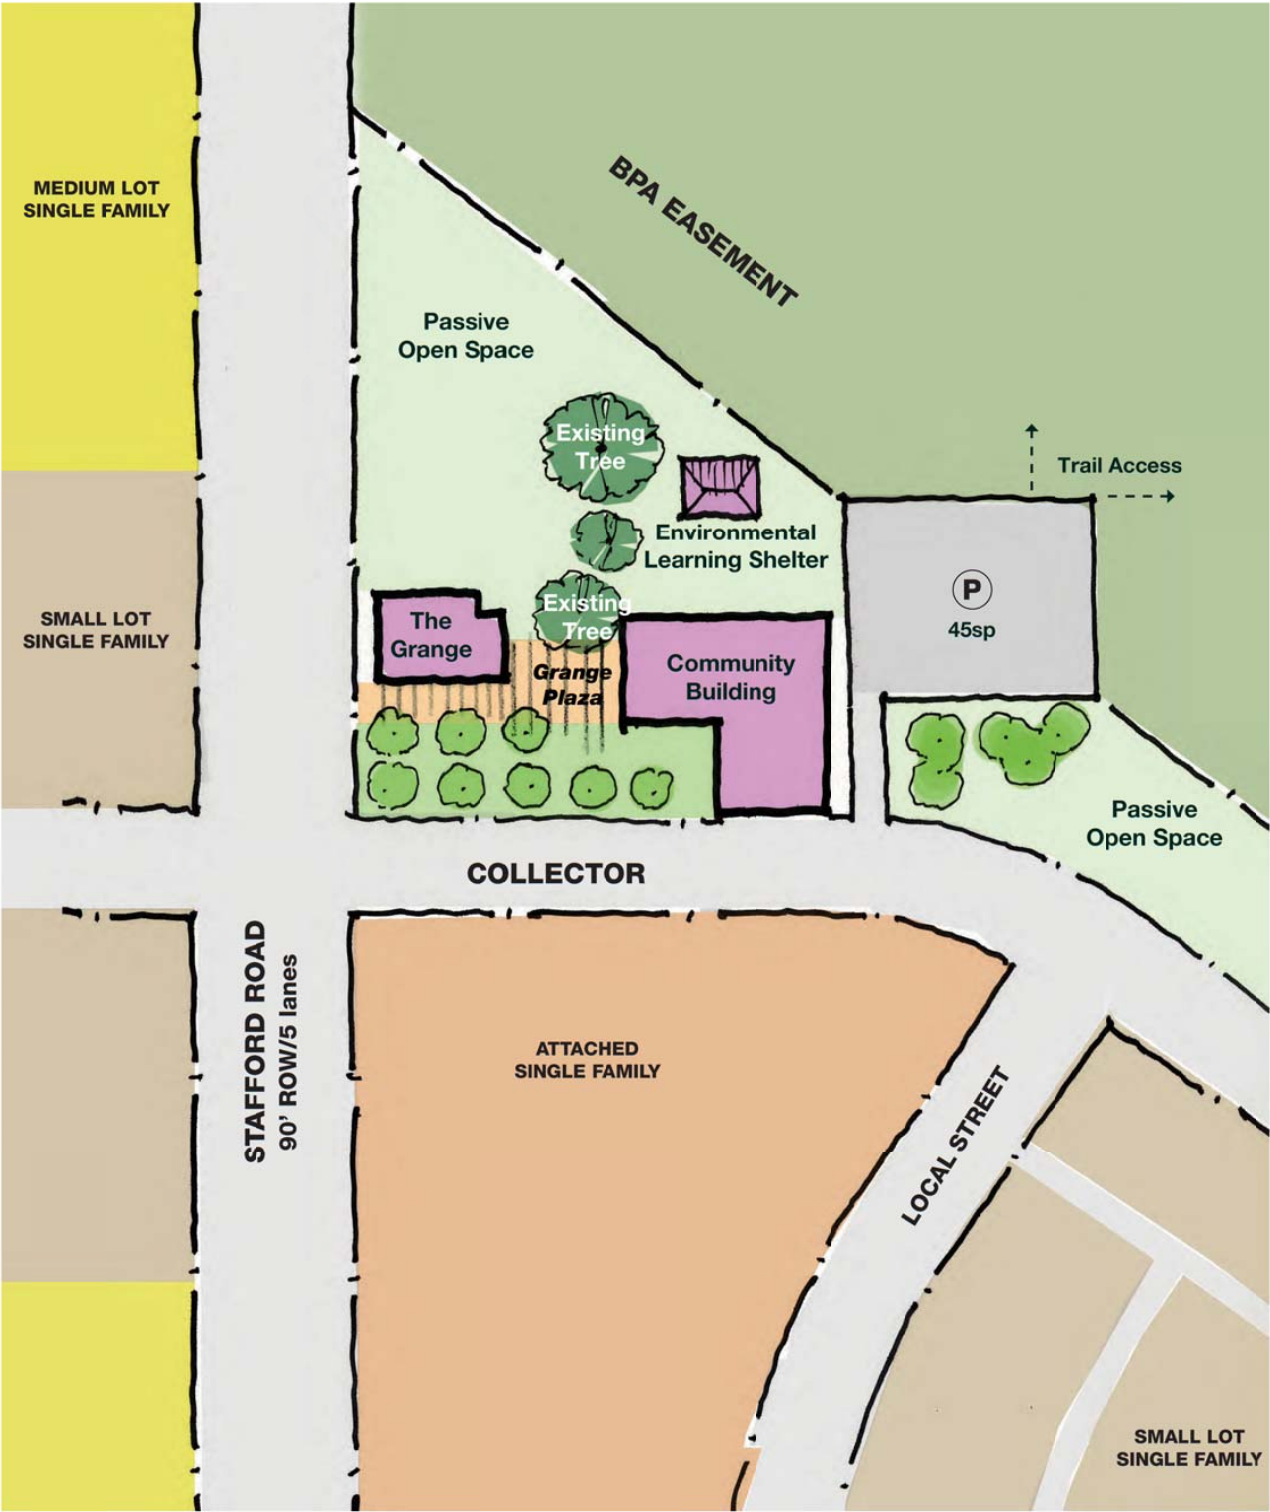 MEDIUM LOT
SINGLE FAMILY
BPA EASEMENT
Passive
Open Space
Existing
Tree
Trail Access
Environmental
Learning Shelter
P
45sp
SMALL LOT
SINGLE FAMILY
The
Grange
Existing
Tree
Grange
Plaza
Community
Building
Passive
Open Space
COLLECTOR
STAFFORD ROAD
90' ROW/5 lanes
ATTACHED
SINGLE FAMILY
LOCAL STREET
SMALL LOT
SINGLE FAMILY